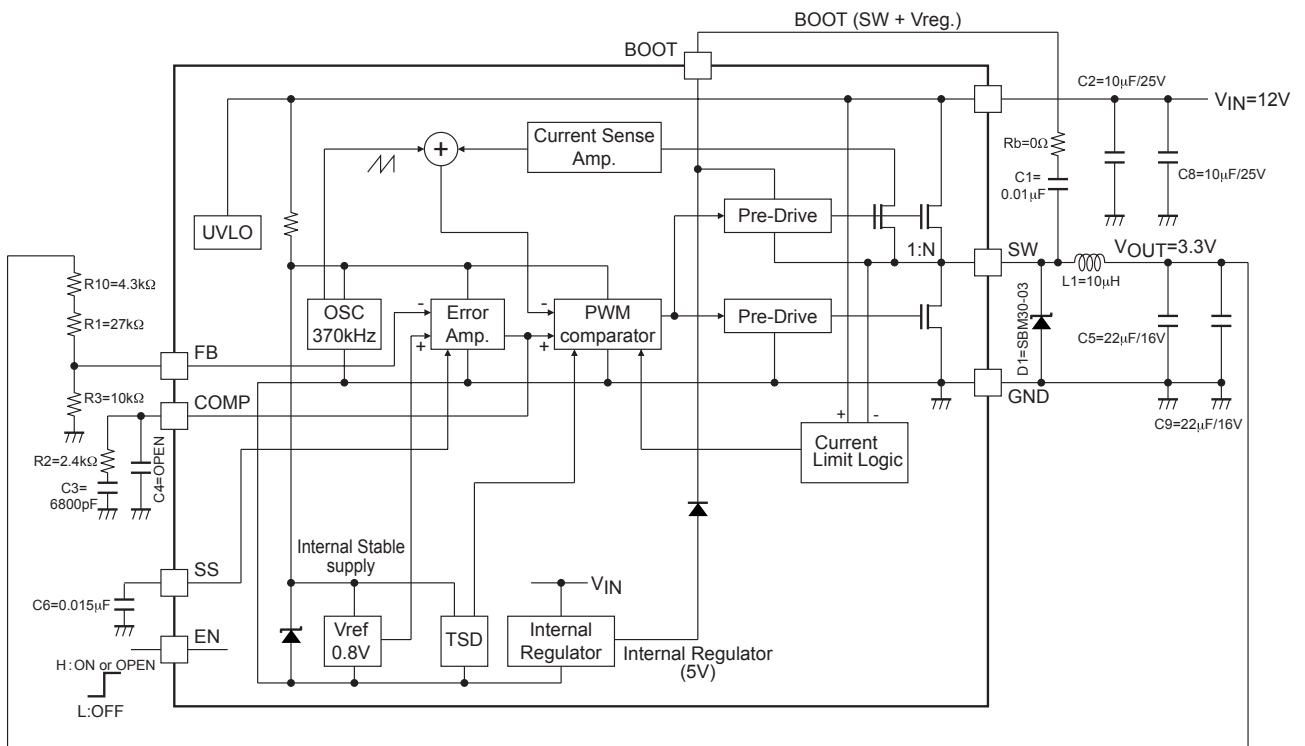 BOOT (SW + Vreg.)
BOOT
C2=10μF/25V
VIN=12V
Current Sense
Amp.
+
Rb=0Ω
C1=
0.01μF
C8=10μF/25V
UVLO
Pre-Drive
1:N
SW
VOUT=3.3V
L1=10μH
R10=4.3kΩ
R1=27kΩ
OSC
370kHz
-
+
Error
Amp.
-
+
PWM
comparator
Pre-Drive
D1=SBM30-03
C5=22μF/16V
FB
R3=10kΩ
COMP
GND
C9=22μF/16V
+ -
Current
Limit Logic
R2=2.4kΩ
C3=
6800pF
C4=OPEN
Internal Stable
supply
SS
VIN
C6=0.015μF
Vref
0.8V
TSD
Internal
Regulator
Internal Regulator
(5V)
EN
H:ON or OPEN
L:OFF